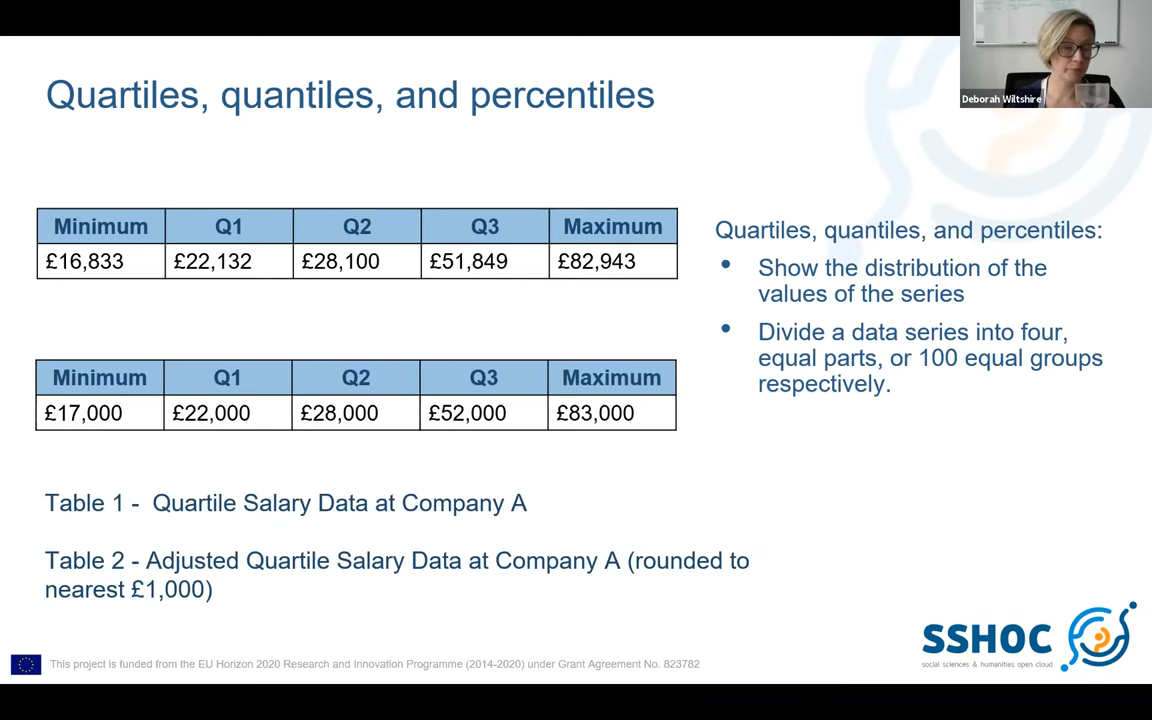 Quartiles, quantiles, and percentiles
Deborah Wiltshire
Minimum Q1 Q2 Q3 Maximum
£16,833 £22,132 £28,100 £51,849 £82,943
Minimum Q1 Q2 Q3 Maximum
£17,000 £22,000 £28,000 £52,000 £83,000
Quartiles, quantiles, and percentiles:
• Show the distribution of the
values of the series
• Divide a data series into four,
equal parts, or 100 equal groups
respectively.
Table 1 - Quartile Salary Data at Company A
Table 2 - Adjusted Quartile Salary Data at Company A (rounded to
nearest £1,000)
SSHOC
social sciences & humanities open cloud
This project is funded from the EU Horizon 2020 Research and Innovation Programme (2014-2020) under Grant Agreement No. 823782